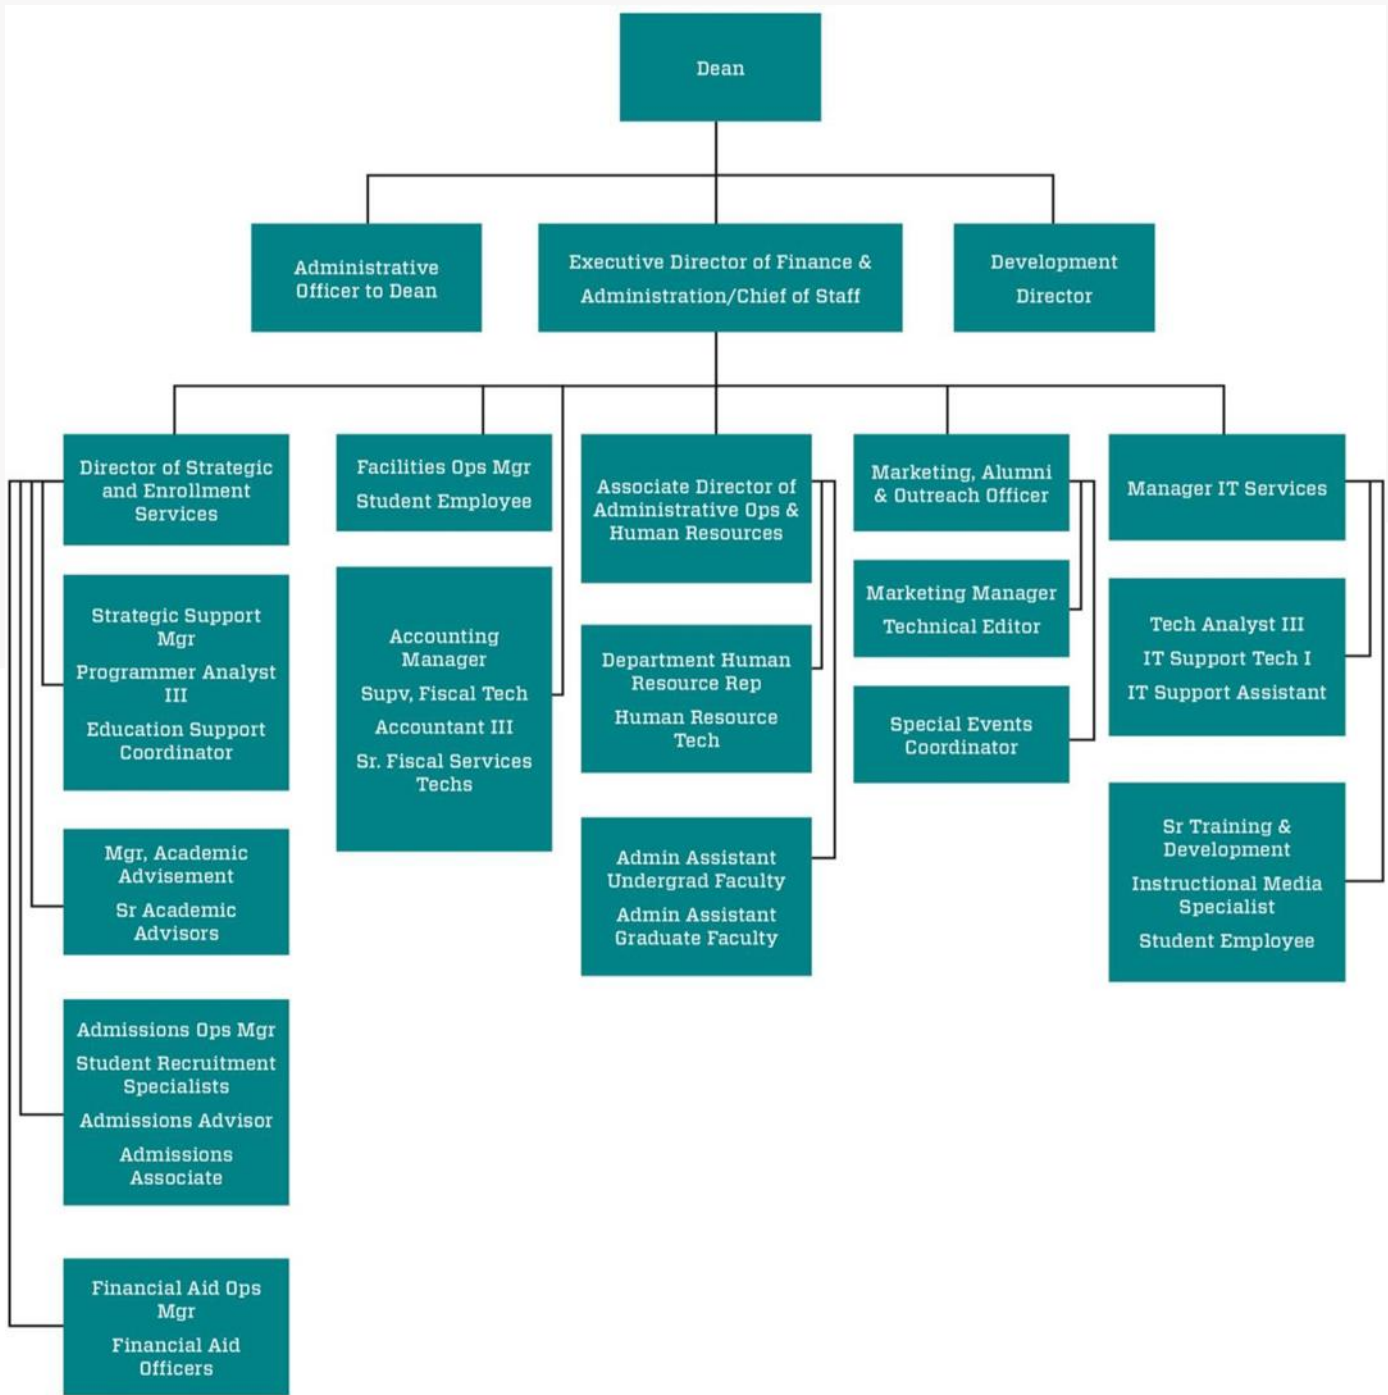 Dean
Administrative
Officer to Dean
Executive Director of Finance &
Administration/Chief of Staff
Development
Director
Director of Strategic
and Enrollment
Services
Facilities Ops Mgr
Student Employee
Associate Director of
Administrative Ops &
Human Resources
Marketing, Alumni
& Outreach Officer
Manager IT Services
Strategic Support
Mgr
Programmer Analyst
III
Education Support
Coordinator
Accounting
Manager
Supv, Fiscal Tech
Accountant III
Sr. Fiscal Services
Techs
Department Human
Resource Rep
Human Resource
Tech
Marketing Manager
Technical Editor
Tech Analyst III
IT Support Tech I
IT Support Assistant
Special Events
Coordinator
Mgr, Academic
Advisement
Sr Academic
Advisors
Admin Assistant
Undergrad Faculty
Admin Assistant
Graduate Faculty
Sr Training &
Development
Instructional Media
Specialist
Student Employee
Admissions Ops Mgr
Student Recruitment
Specialists
Admissions Advisor
Admissions
Associate
Financial Aid Ops
Mgr
Financial Aid
Officers